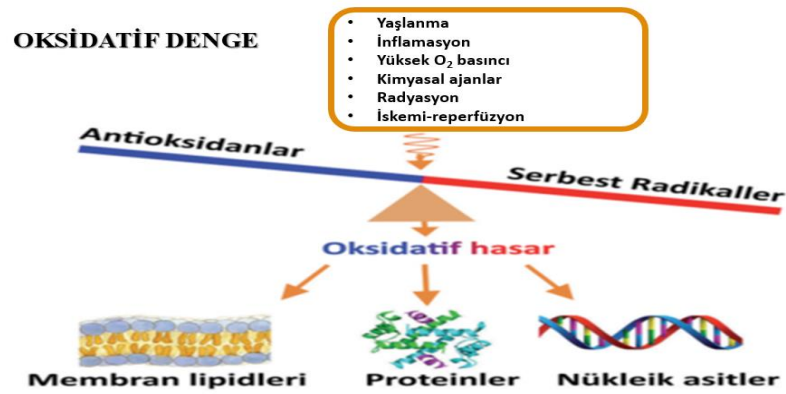 OKSİDATİF DENGE
• Yaşlanma
• İnflamasyon
• Yüksek O₂ basıncı
• Kimyasal ajanlar
• Radyasyon
• İskemi-reperfüzyon
Antioksidanlar
Serbest Radikaller
Oksidatif hasar
Membran lipidleri
Proteinler
Nükleik asitler